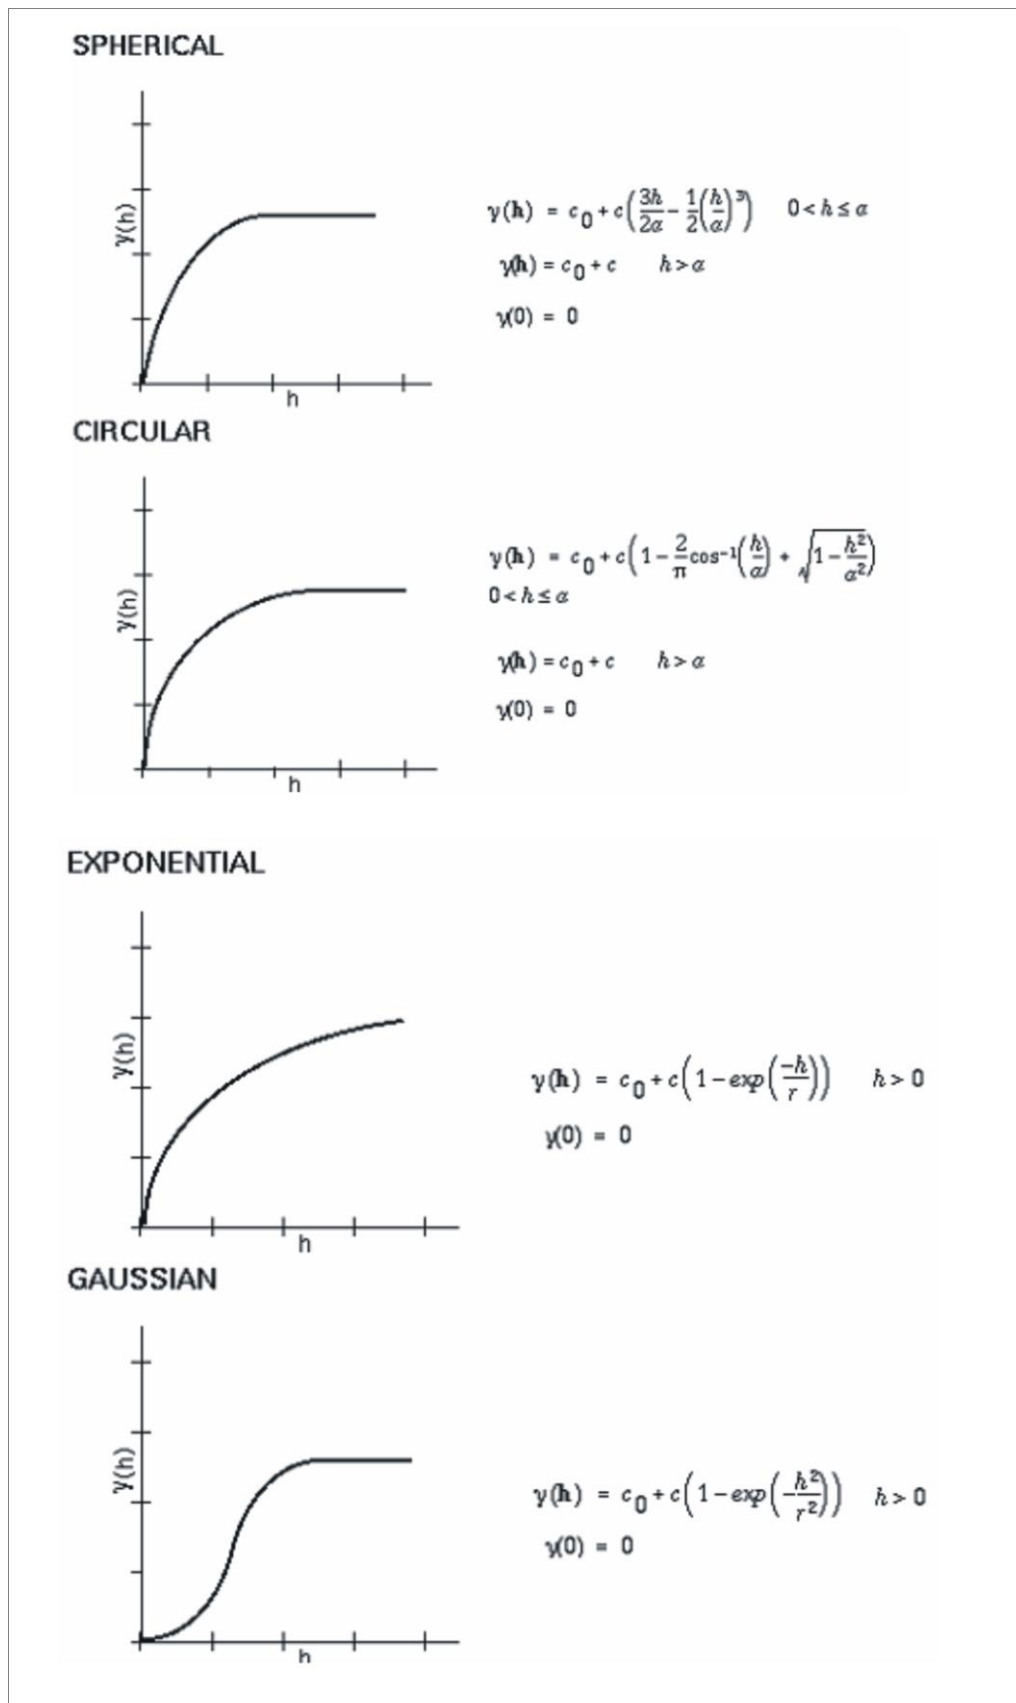 SPHERICAL
γ(h)
γ(h) = c₀ + c(3h/2a − 1/2(h/a)³) 0 < h ≤ a
γ(h) = c₀ + c h > a
γ(0) = 0
h
CIRCULAR
γ(h)
γ(h) = c₀ + c(1 − 2/π cos⁻¹(h/a) + √(1 − h²/a²))
0 < h ≤ a
γ(h) = c₀ + c h > a
γ(0) = 0
h
EXPONENTIAL
γ(h)
γ(h) = c₀ + c(1 − exp(−h/r)) h > 0
γ(0) = 0
h
GAUSSIAN
γ(h)
γ(h) = c₀ + c(1 − exp(−h²/r²)) h > 0
γ(0) = 0
h